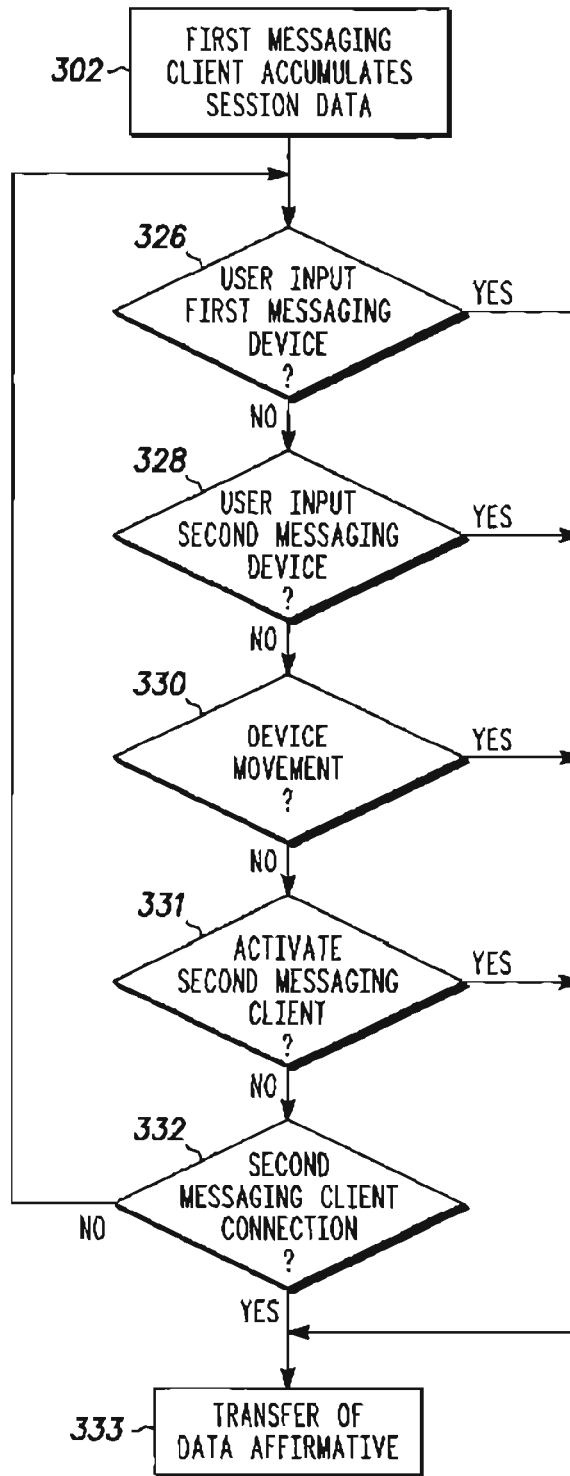 FIRST MESSAGING
302
CLIENT ACCUMULATES
SESSION DATA
326
USER INPUT
YES
FIRST MESSAGING
DEVICE
?
NO
328
USER INPUT
YES
SECOND MESSAGING
DEVICE
?
NO
330
DEVICE
YES
MOVEMENT
?
NO
331
ACTIVATE
YES
SECOND MESSAGING
CLIENT
?
NO
332
SECOND
MESSAGING CLIENT
NO
CONNECTION
?
YES
333
TRANSFER OF
DATA AFFIRMATIVE